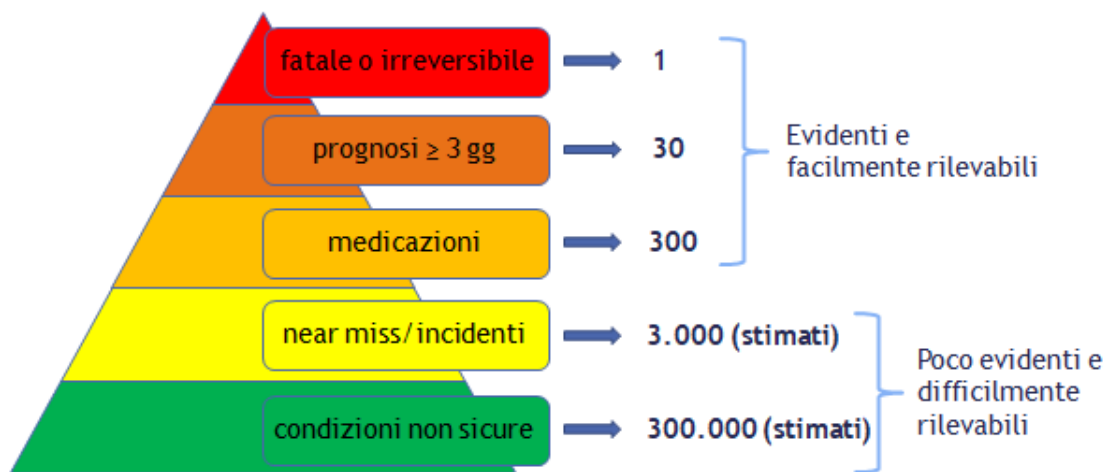 fatale o irreversibile
1
prognosi ≥ 3 gg
30
Evidenti e
facilmente rilevabili
medicazioni
300
near miss/incidenti
3.000 (stimati)
Poco evidenti e
difficilmente
rilevabili
condizioni non sicure
300.000 (stimati)